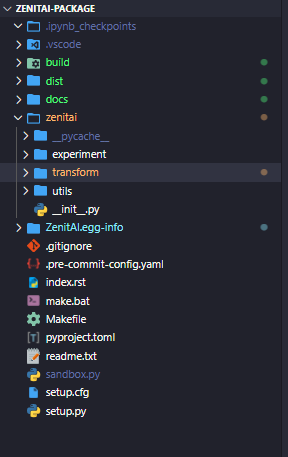 ZENITAI-PACKAGE
.ipynb_checkpoints
.vscode
build
dist
docs
zenitai
__pycache__
experiment
transform
utils
__init__.py
ZenitAI.egg-info
.gitignore
.pre-commit-config.yaml
index.rst
make.bat
Makefile
pyproject.toml
readme.txt
sandbox.py
setup.cfg
setup.py